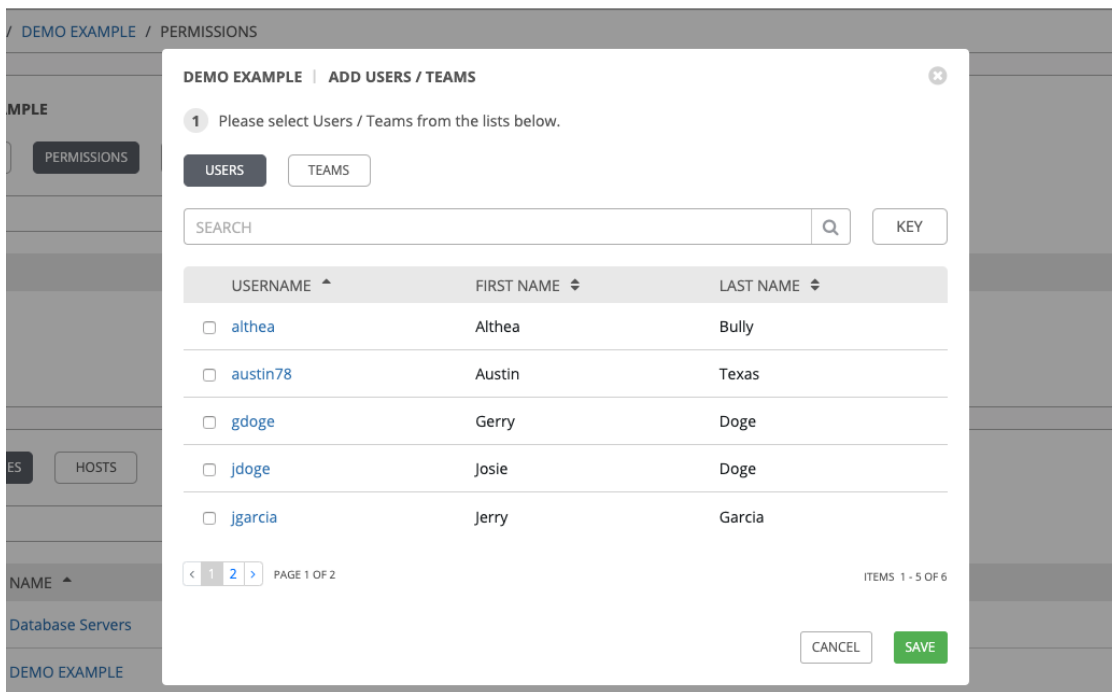 / DEMO EXAMPLE / PERMISSIONS
MPLE
PERMISSIONS
ES
HOSTS
NAME
Database Servers
DEMO EXAMPLE
DEMO EXAMPLE | ADD USERS / TEAMS
1 Please select Users / Teams from the lists below.
USERS TEAMS
SEARCH KEY
USERNAME FIRST NAME LAST NAME
althea Althea Bully
austin78 Austin Texas
gdoge Gerry Doge
jdoge Josie Doge
jgarcia Jerry Garcia
< 1 2 > PAGE 1 OF 2 ITEMS 1 - 5 OF 6
CANCEL SAVE